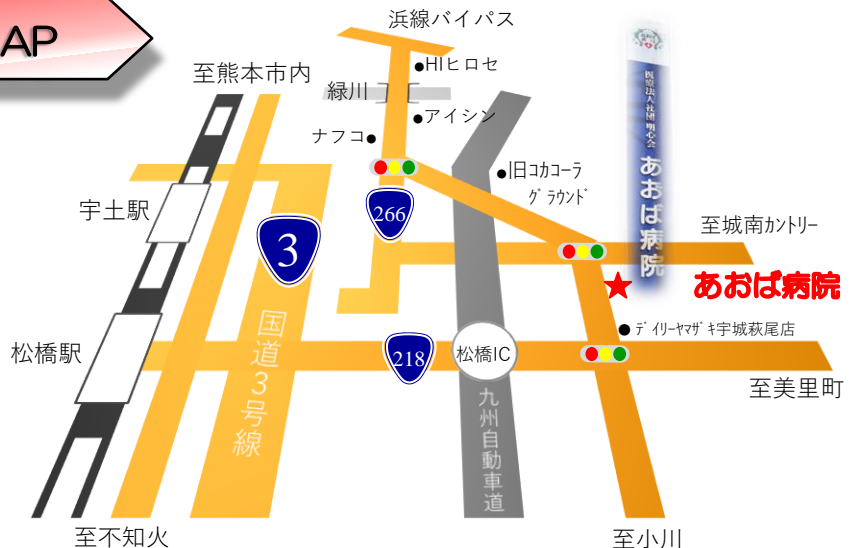 AP
浜線バイパス
至熊本市内
●HIヒロセ
緑川
●アイシン
ナフコ●
●旧コカコーラ
グラウンド
医療法人社団 明心会
あおば病院
宇土駅
266
3
至城南カントリー
あおば病院
国道3号線
●デイリーヤマザキ宇城萩尾店
松橋駅
218
松橋IC
至美里町
九州自動車道
至不知火
至小川